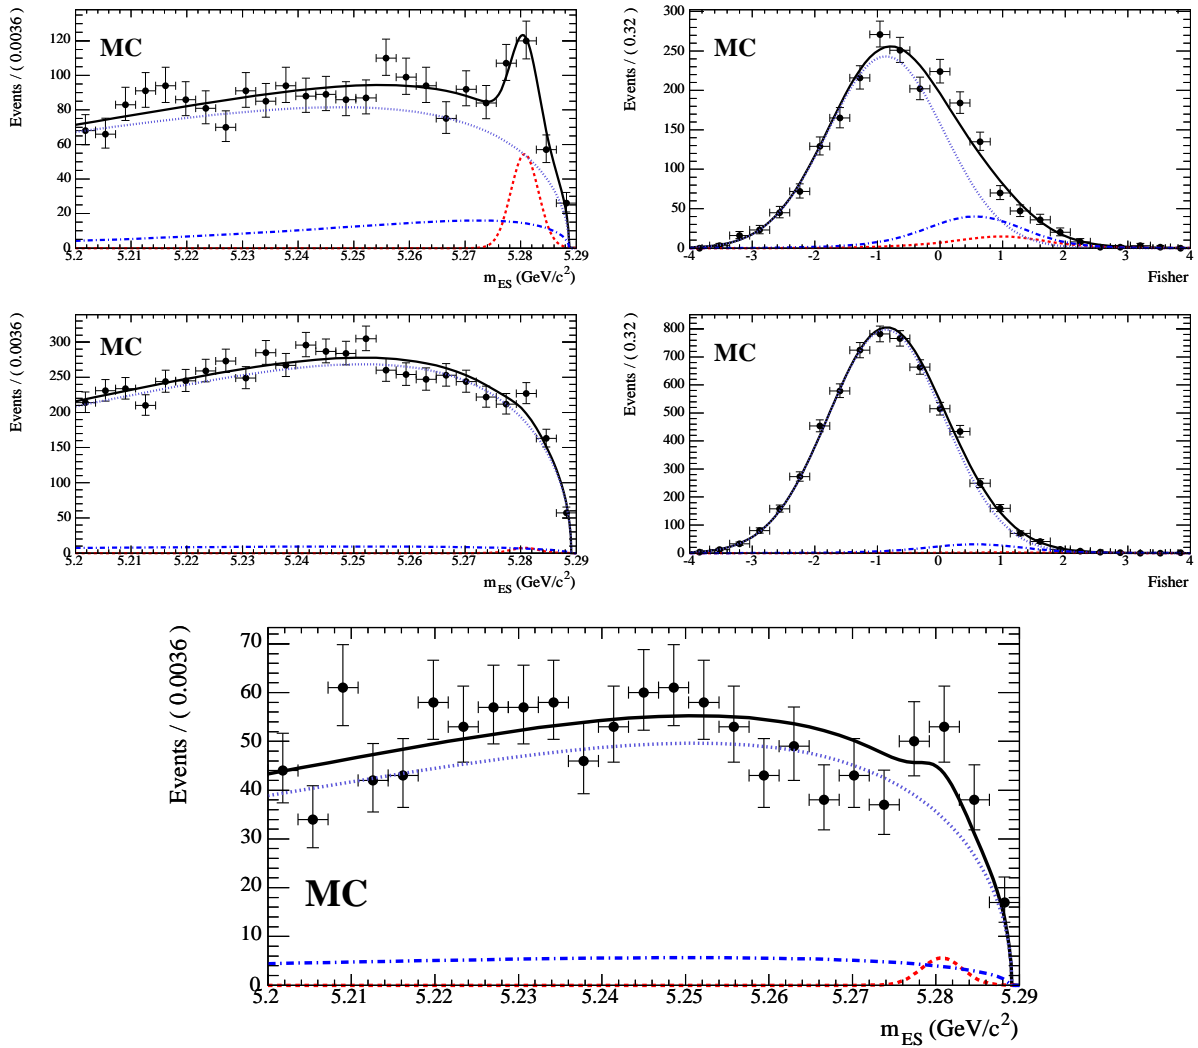 Events / ( 0.0036 )
MC
120
100
80
60
40
20
0
5.2 5.21 5.22 5.23 5.24 5.25 5.26 5.27 5.28 5.29
m_ES (GeV/c²)
Events / ( 0.32 )
MC
300
250
200
150
100
50
0
-4 -3 -2 -1 0 1 2 3 4
Fisher
Events / ( 0.0036 )
MC
300
250
200
150
100
50
0
5.2 5.21 5.22 5.23 5.24 5.25 5.26 5.27 5.28 5.29
m_ES (GeV/c²)
Events / ( 0.32 )
MC
800
700
600
500
400
300
200
100
0
-4 -3 -2 -1 0 1 2 3 4
Fisher
Events / ( 0.0036 )
70
60
50
40
30
20
10
0
MC
5.2 5.21 5.22 5.23 5.24 5.25 5.26 5.27 5.28 5.29
m_ES (GeV/c²)